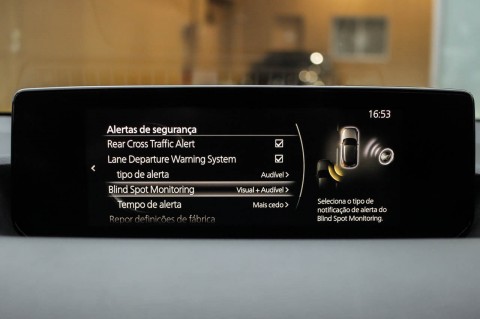 16:53
Alertas de segurança
Rear Cross Traffic Alert
Lane Departure Warning System
tipo de alerta Audível
Blind Spot Monitoring Visual + Audível
Tempo de alerta Mais cedo
Repor definições de fábrica
Seleciona o tipo de
notificação de alerta do
Blind Spot Monitoring.